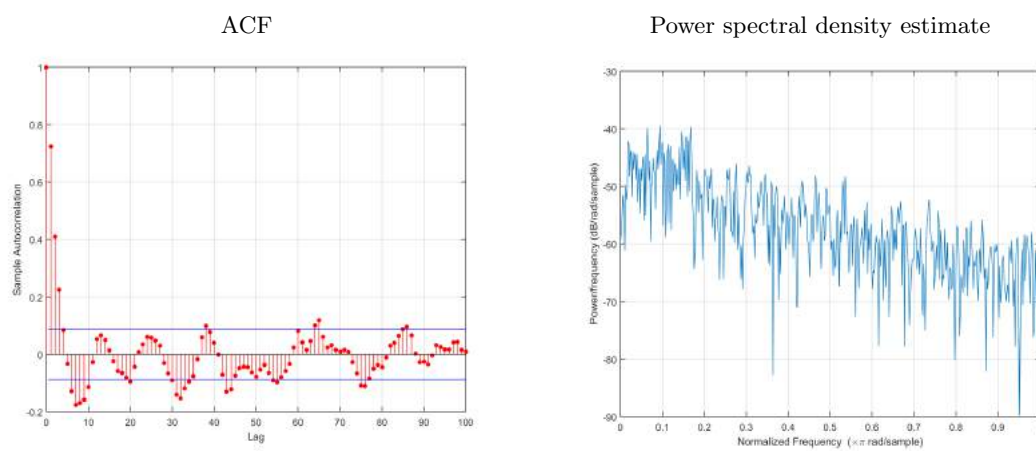 ACF
Power spectral density estimate
1
0.8
0.6
0.4
0.2
0
-0.2
0 10 20 30 40 50 60 70 80 90 100
Lag
Sample Autocorrelation
-30
-40
-50
-60
-70
-80
-90
0 0.1 0.2 0.3 0.4 0.5 0.6 0.7 0.8 0.9
Normalized Frequency (×π rad/sample)
Power/frequency (dB/rad/sample)